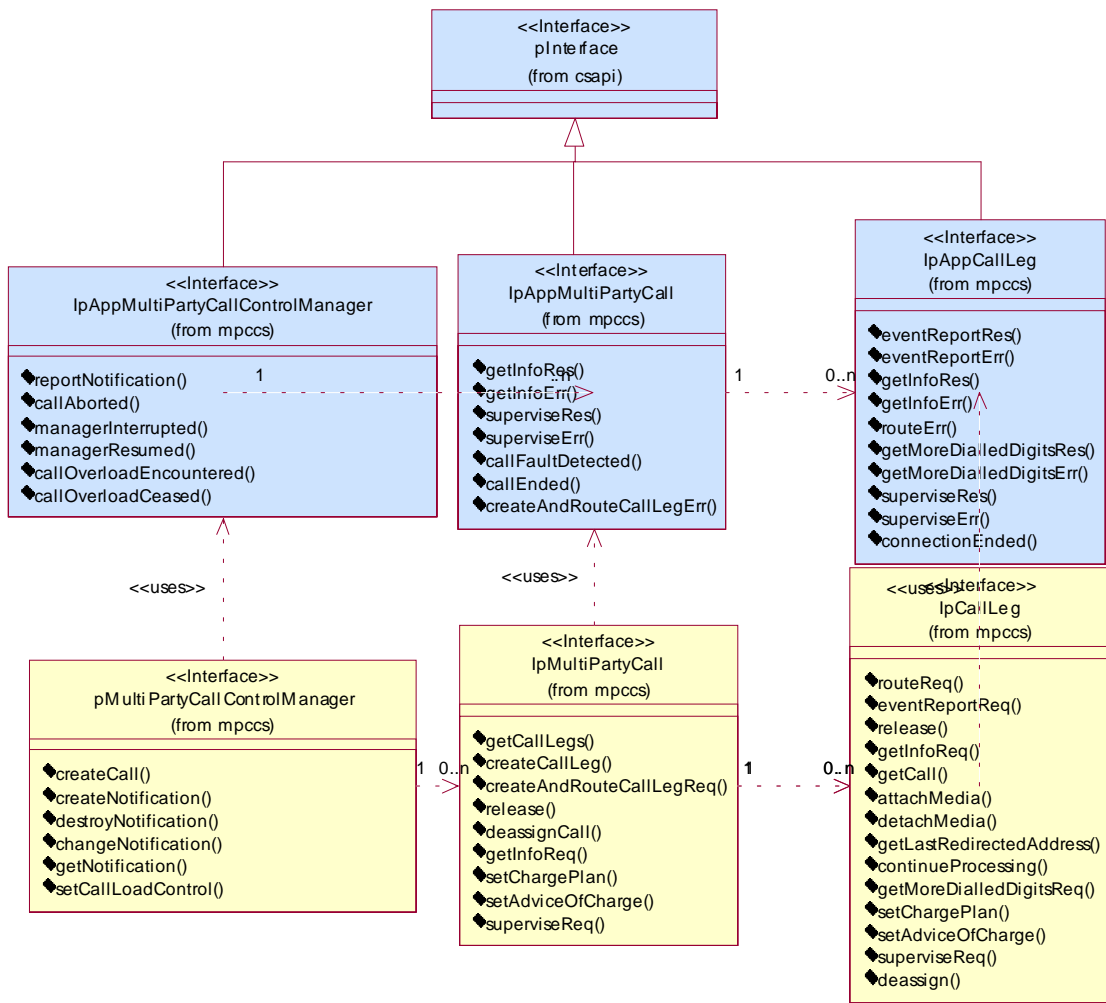 <<Interface>>
pInterface
(from csapi)
<<Interface>>
IpAppMultiPartyCallControlManager
(from mpccs)
reportNotification()
callAborted()
managerInterrupted()
managerResumed()
callOverloadEncountered()
callOverloadCeased()
1
..n
<<Interface>>
IpAppMultiPartyCall
(from mpccs)
getInfoRes()
getInfoErr()
superviseRes()
superviseErr()
callFaultDetected()
callEnded()
createAndRouteCallLegErr()
1
0..n
<<Interface>>
IpAppCallLeg
(from mpccs)
eventReportRes()
eventReportErr()
getInfoRes()
getInfoErr()
routeErr()
getMoreDialledDigitsRes()
getMoreDialledDigitsErr()
superviseRes()
superviseErr()
connectionEnded()
<<uses>>
<<uses>>
<<uses>>
<<Interface>>
pMultiPartyCallControlManager
(from mpccs)
createCall()
createNotification()
destroyNotification()
changeNotification()
getNotification()
setCallLoadControl()
1
0..n
<<Interface>>
IpMultiPartyCall
(from mpccs)
getCallLegs()
createCallLeg()
createAndRouteCallLegReq()
release()
deassignCall()
getInfoReq()
setChargePlan()
setAdviceOfCharge()
superviseReq()
1
0..n
<<Interface>>
IpCallLeg
(from mpccs)
routeReq()
eventReportReq()
release()
getInfoReq()
getCall()
attachMedia()
detachMedia()
getLastRedirectedAddress()
continueProcessing()
getMoreDialledDigitsReq()
setChargePlan()
setAdviceOfCharge()
superviseReq()
deassign()